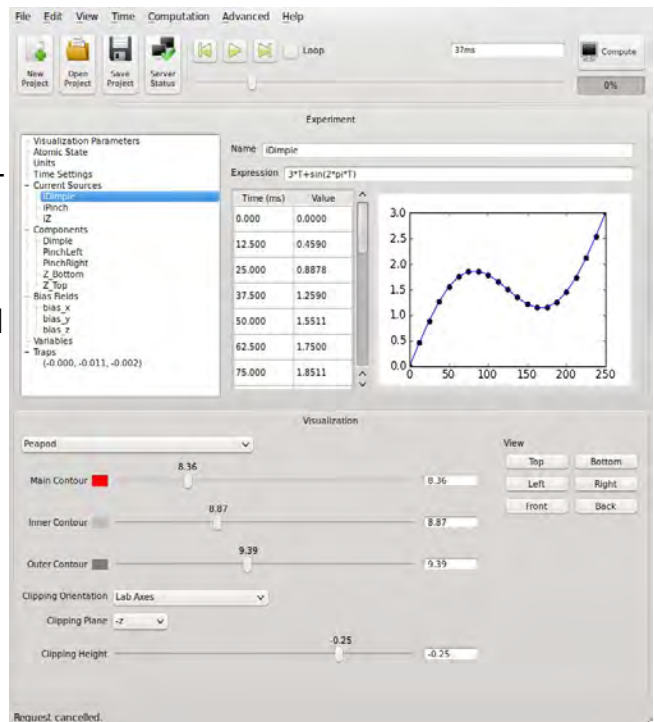 File Edit View Time Computation Advanced Help
Loop
37ms
Compute
New Project
Open Project
Save Project
Server Status
0%
Experiment
Visualization Parameters
Atomic State
Units
Time Settings
Current Sources
iDimple
iPinch
iZ
Components
Dimple
PinchLeft
PinchRight
Z_Bottom
Z_Top
Bias Fields
bias_x
bias_y
bias_z
Variables
Traps
(-0.000, -0.011, -0.002)
Name iDimple
Expression 3*T+sin(2*pi*T)
Time (ms) Value
0.000 0.0000
12.500 0.4590
25.000 0.8878
37.500 1.2590
50.000 1.5511
62.500 1.7500
75.000 1.8511
3.0
2.5
2.0
1.5
1.0
0.5
0.0
0 50 100 150 200 250
Visualization
Peapod
View
Top Bottom
Left Right
Front Back
8.36
Main Contour 8.36
8.87
Inner Contour 8.87
9.39
Outer Contour 9.39
Clipping Orientation Lab Axes
Clipping Plane -z
-0.25
Clipping Height -0.25
Request cancelled.